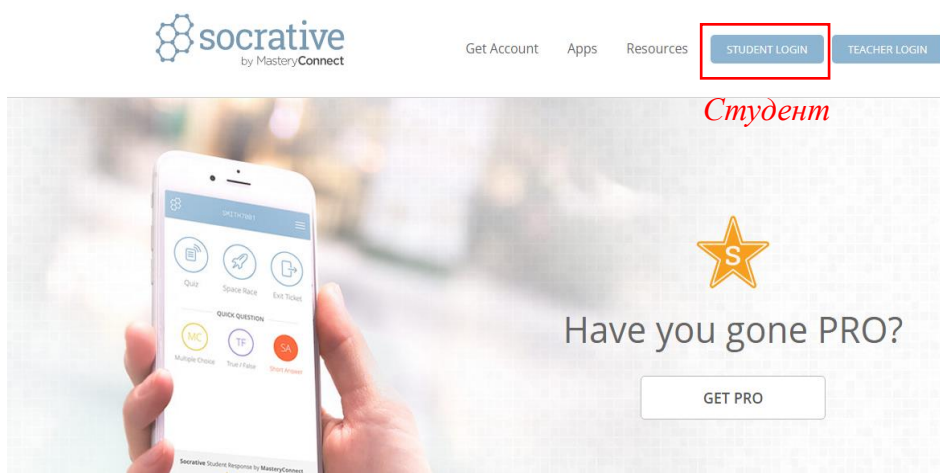 socrative
by MasteryConnect
Get Account Apps Resources STUDENT LOGIN TEACHER LOGIN
Студент
SMITH7001
Quiz Space Race Exit Ticket
QUICK QUESTION
MC TF SA
Multiple Choice True / False Short Answer
Socrative Student Response by MasteryConnect
S
Have you gone PRO?
GET PRO